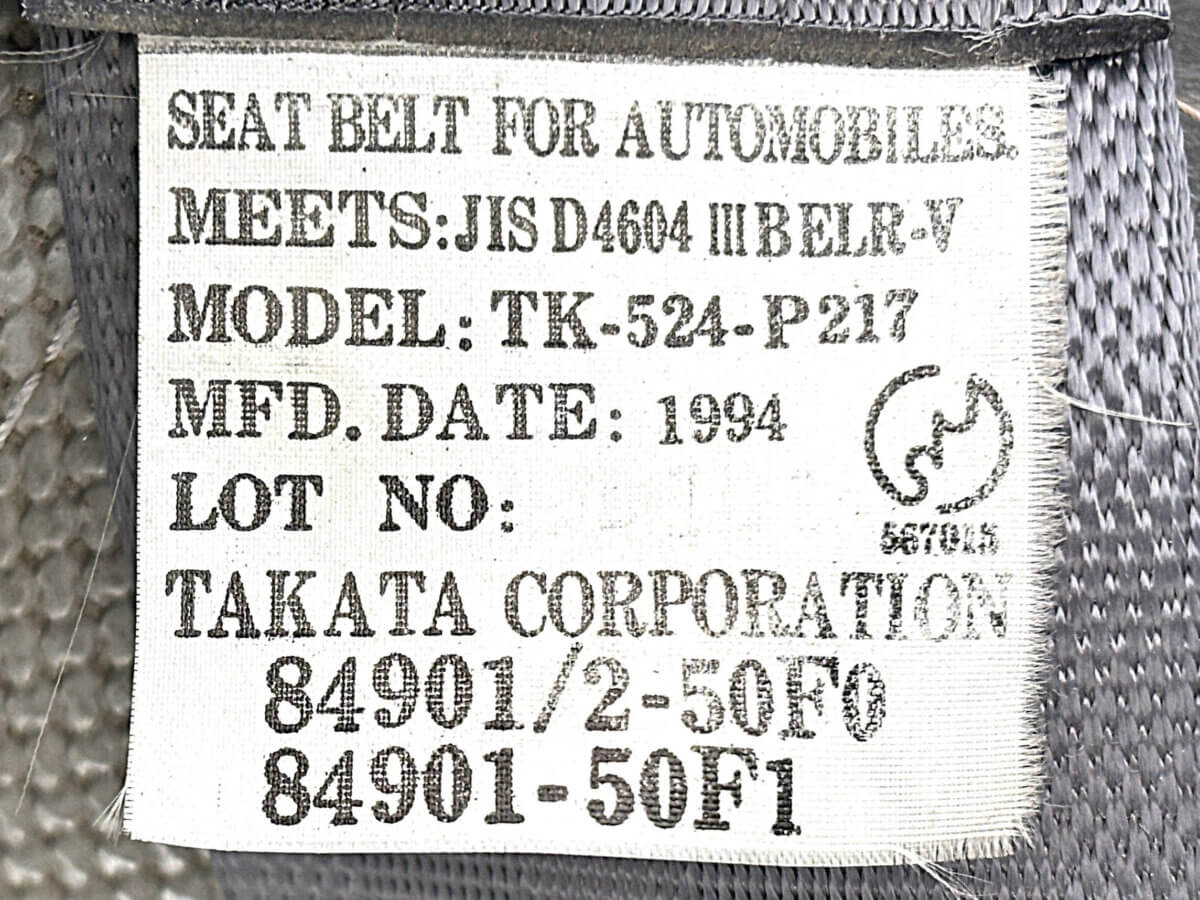 SEAT BELT FOR AUTOMOBILES.
MEETS:JIS D4604 III B ELR-V
MODEL: TK-524-P217
MFD. DATE: 1994
LOT NO:
567015
TAKATA CORPORATION
84901/2-50F0
84901-50F1